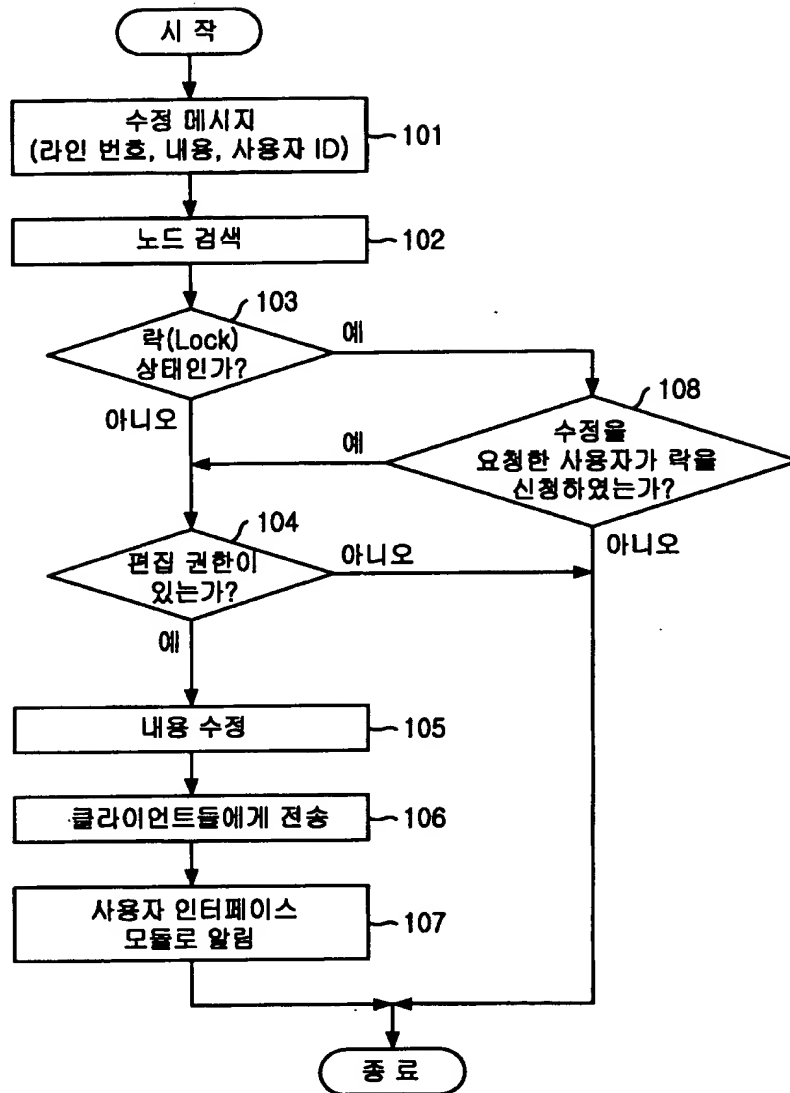 시 작
수정 메시지
(라인 번호, 내용, 사용자 ID)
101
노드 검색
102
103
락(Lock)
상태인가?
예
아니오
108
수정을
요청한 사용자가 락을
신청하였는가?
예
아니오
104
편집 권한이
있는가?
아니오
예
내용 수정
105
클라이언트들에게 전송
106
사용자 인터페이스
모듈로 알림
107
종 료